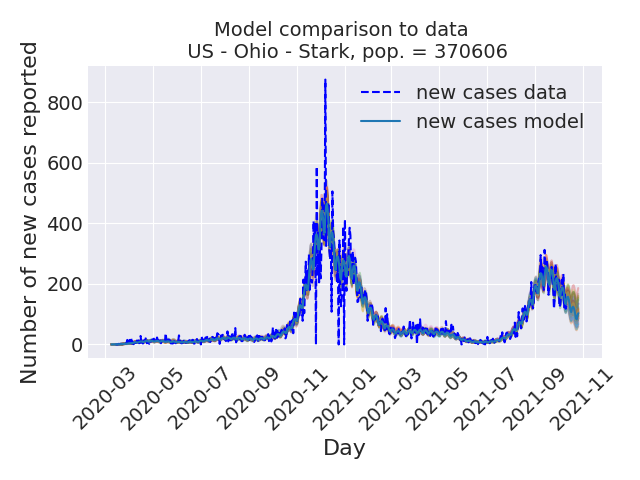 Model comparison to data
US - Ohio - Stark, pop. = 370606
Number of new cases reported
800
600
400
200
0
new cases data
new cases model
2020-03
2020-05
2020-07
2020-09
2020-11
2021-01
2021-03
2021-05
2021-07
2021-09
2021-11
Day